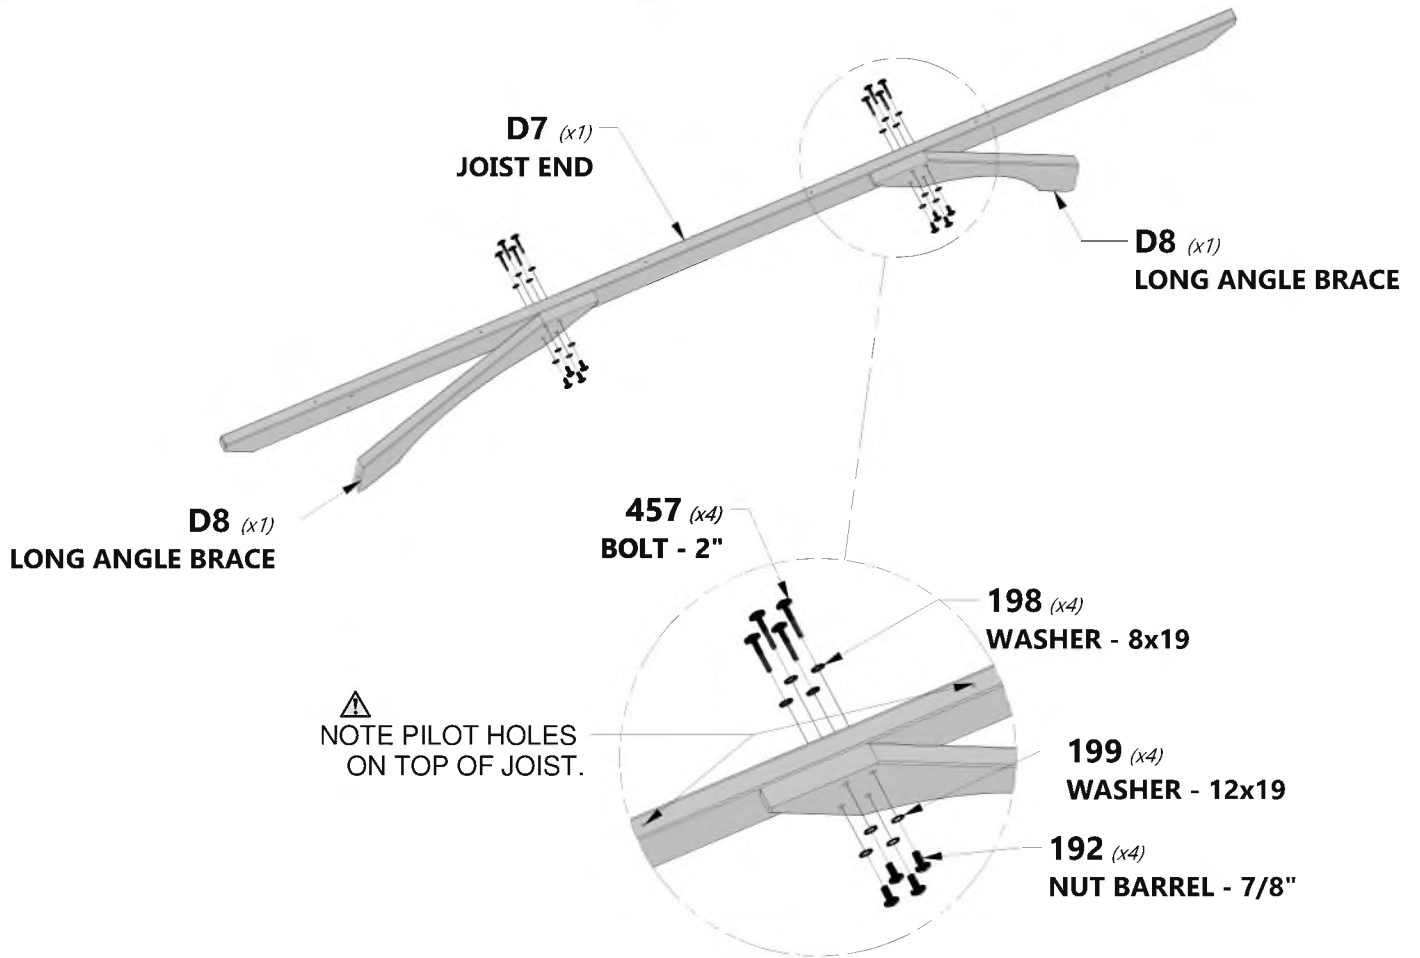 D7 (x1)
JOIST END
D8 (x1)
LONG ANGLE BRACE
D8 (x1)
LONG ANGLE BRACE
457 (x4)
BOLT - 2"
198 (x4)
WASHER - 8x19
⚠
NOTE PILOT HOLES
ON TOP OF JOIST.
199 (x4)
WASHER - 12x19
192 (x4)
NUT BARREL - 7/8"